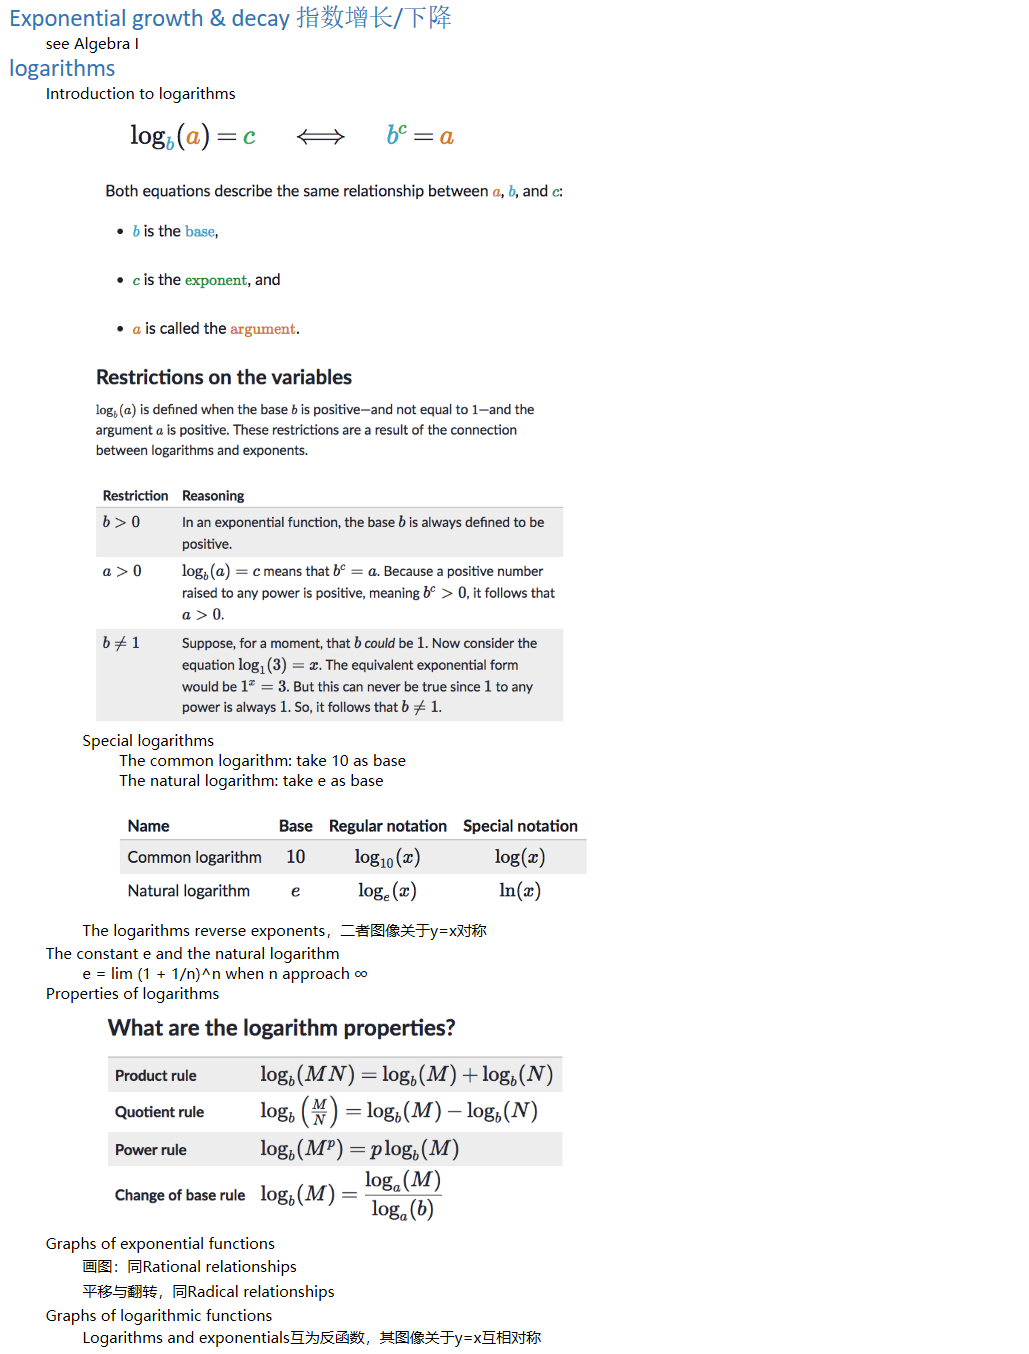 Exponential growth & decay 指数增长/下降
see Algebra I
logarithms
Introduction to logarithms
log_b(a) = c ⟺ b^c = a
Both equations describe the same relationship between a, b, and c:
• b is the base,
• c is the exponent, and
• a is called the argument.
Restrictions on the variables
log_b(a) is defined when the base b is positive—and not equal to 1—and the
argument a is positive. These restrictions are a result of the connection
between logarithms and exponents.
Restriction Reasoning
b > 0 In an exponential function, the base b is always defined to be
positive.
a > 0 log_b(a) = c means that b^c = a. Because a positive number
raised to any power is positive, meaning b^c > 0, it follows that
a > 0.
b ≠ 1 Suppose, for a moment, that b could be 1. Now consider the
equation log_1(3) = x. The equivalent exponential form
would be 1^x = 3. But this can never be true since 1 to any
power is always 1. So, it follows that b ≠ 1.
Special logarithms
The common logarithm: take 10 as base
The natural logarithm: take e as base
Name Base Regular notation Special notation
Common logarithm 10 log_10(x) log(x)
Natural logarithm e log_e(x) ln(x)
The logarithms reverse exponents，二者图像关于y=x对称
The constant e and the natural logarithm
e = lim (1 + 1/n)^n when n approach ∞
Properties of logarithms
What are the logarithm properties?
Product rule log_b(MN) = log_b(M) + log_b(N)
Quotient rule log_b(M/N) = log_b(M) − log_b(N)
Power rule log_b(M^p) = p log_b(M)
Change of base rule log_b(M) = log_a(M)/log_a(b)
Graphs of exponential functions
画图：同Rational relationships
平移与翻转，同Radical relationships
Graphs of logarithmic functions
Logarithms and exponentials互为反函数，其图像关于y=x互相对称